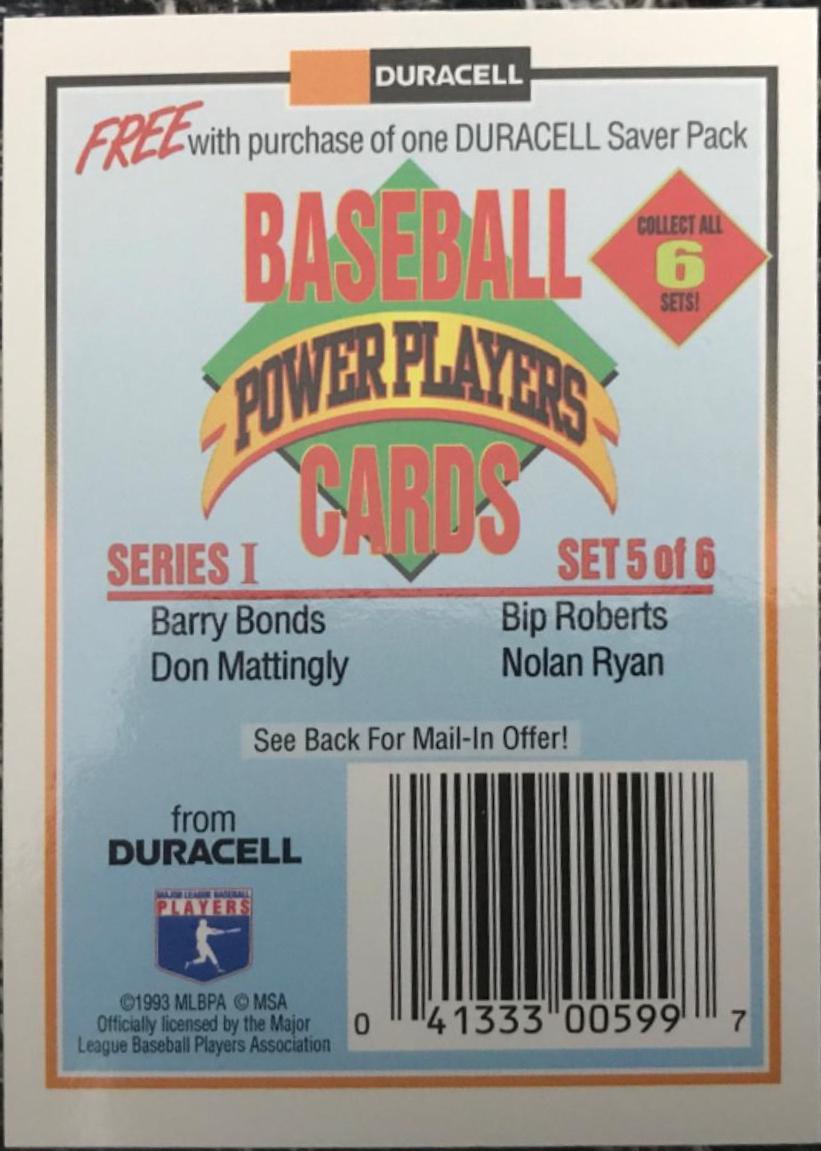 DURACELL
FREE with purchase of one DURACELL Saver Pack
BASEBALL
COLLECT ALL
6
SETS!
POWER PLAYERS
CARDS
SERIES I
SET 5 of 6
Barry Bonds
Bip Roberts
Don Mattingly
Nolan Ryan
See Back For Mail-In Offer!
from
DURACELL
MAJOR LEAGUE BASEBALL
PLAYERS
©1993 MLBPA © MSA
Officially licensed by the Major
League Baseball Players Association
0 41333 00599 7